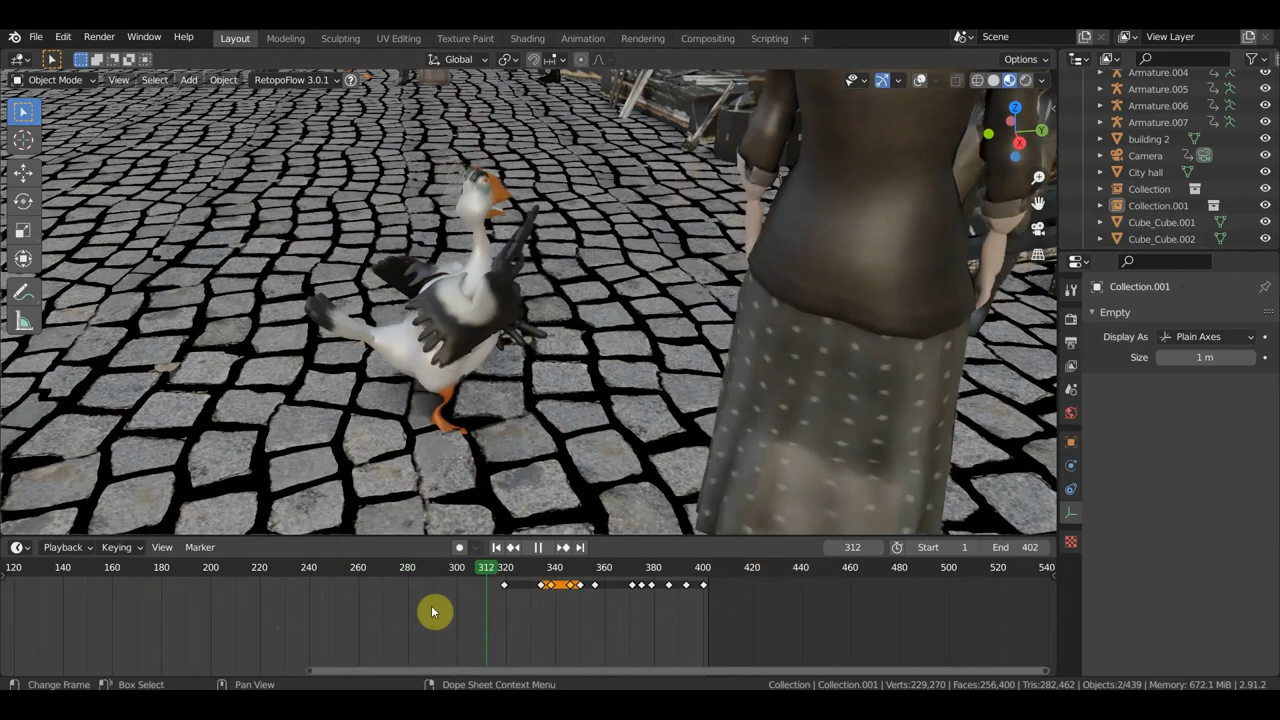 File Edit Render Window Help Layout Modeling Sculpting UV Editing Texture Paint Shading Animation Rendering Compositing Scripting + Scene View Layer
Global Options
Object Mode View Select Add Object RetopoFlow 3.0.1
Armature.004
Armature.005
Armature.006
Armature.007
building 2
Camera
City hall
Collection
Collection.001
Cube_Cube.001
Cube_Cube.002
Z
Y
X
Collection.001
Empty
Display As Plain Axes
Size 1 m
Playback Keying View Marker 312 Start 1 End 402
120 140 160 180 200 220 240 260 280 300 312 320 340 360 380 400 420 440 460 480 500 520 540
Change Frame Box Select Pan View Dope Sheet Context Menu Collection | Collection.001 | Verts:229,270 | Faces:256,400 | Tris:282,462 | Objects:2/439 | Memory: 672.1 MiB | 2.91.2